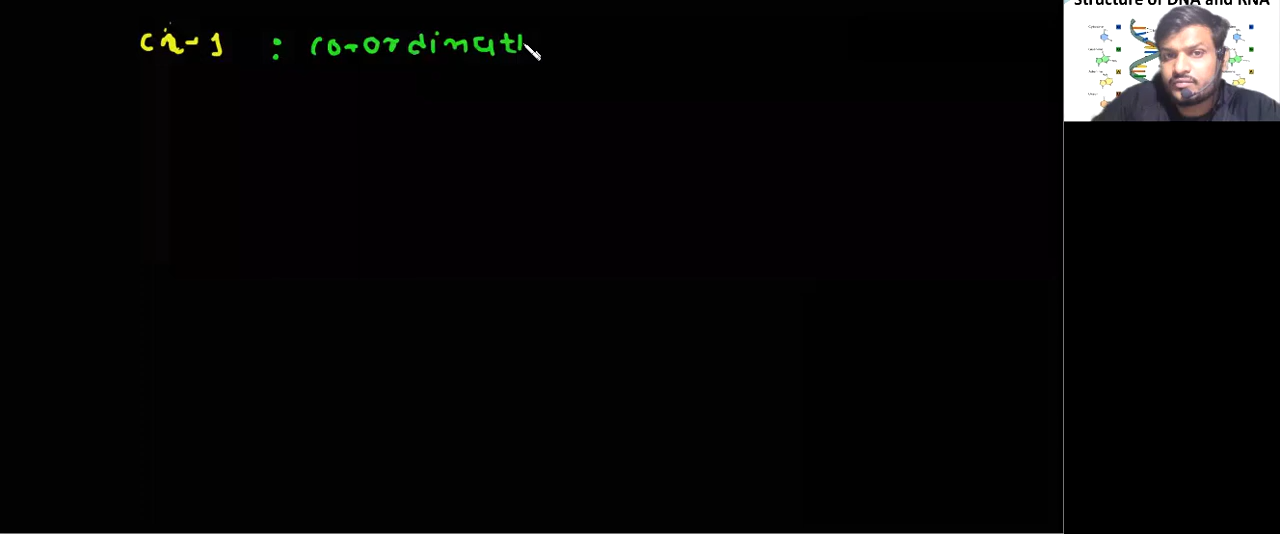 Structure of DNA and RNA
Ch-1 : Co-ordinati